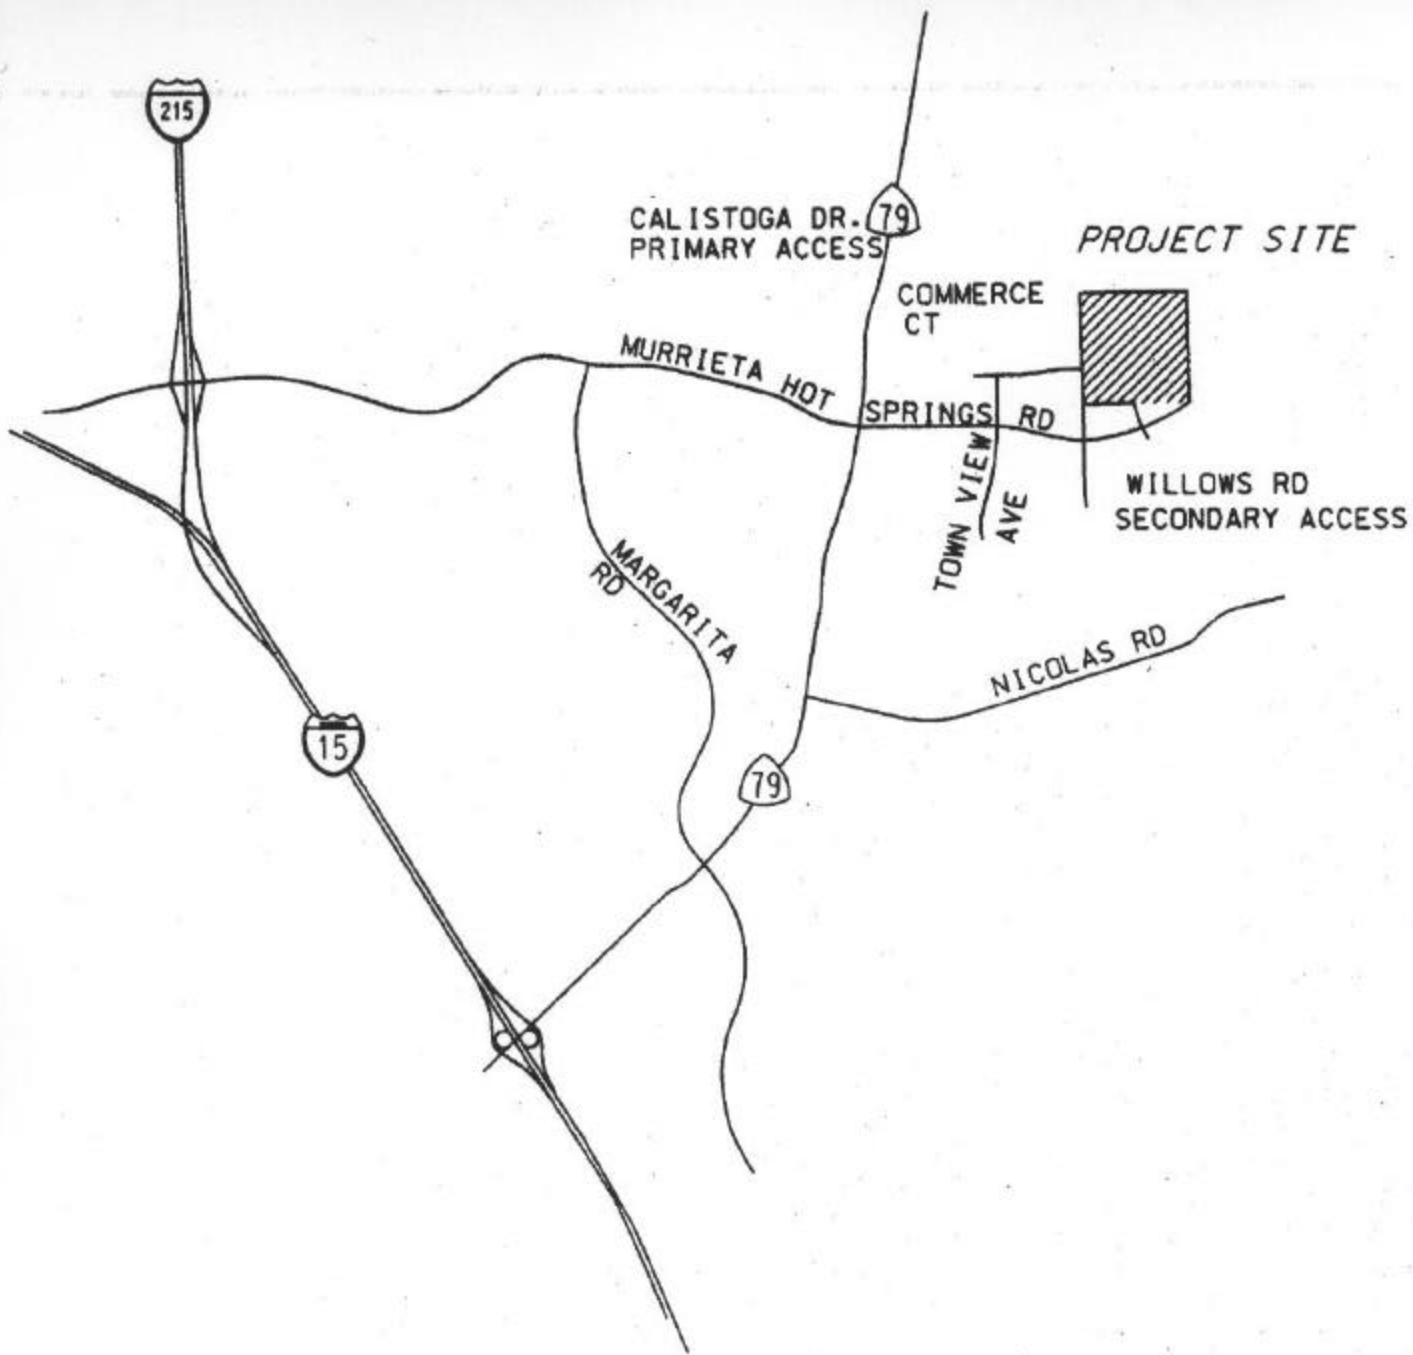 215
CALISTOGA DR.
PRIMARY ACCESS
79
PROJECT SITE
COMMERCE
CT
MURRIETA HOT SPRINGS RD
TOWN VIEW
AVE
WILLOWS RD
SECONDARY ACCESS
MARGARITA
RD
NICOLAS RD
15
79